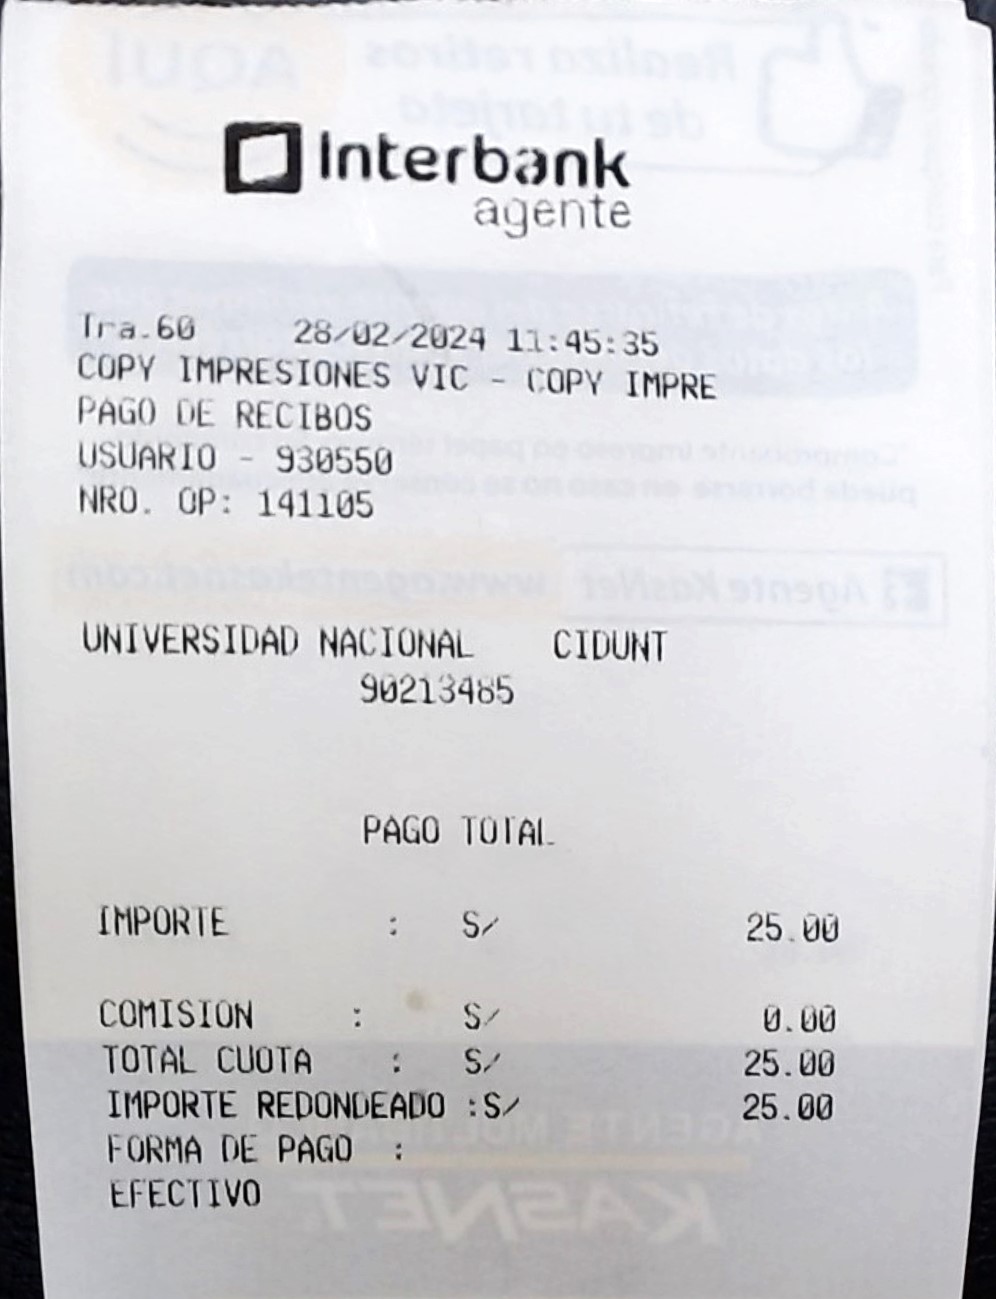 Interbank
agente
Tra.60 28/02/2024 11:45:35
COPY IMPRESIONES VIC - COPY IMPRE
PAGO DE RECIBOS
USUARIO - 930550
NRO. OP: 141105
UNIVERSIDAD NACIONAL CIDUNT
90213485
PAGO TOTAL
IMPORTE : S/ 25.00
COMISION : S/ 0.00
TOTAL CUOTA : S/ 25.00
IMPORTE REDONDEADO :S/ 25.00
FORMA DE PAGO :
EFECTIVO